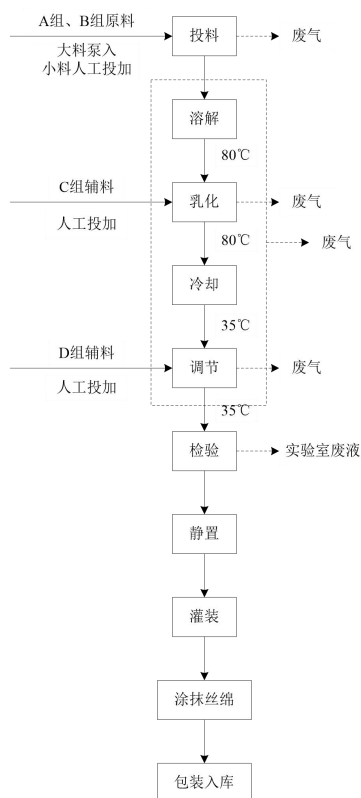 A组、B组原料
大料泵入
小料人工投加
投料
废气
溶解
80℃
C组辅料
人工投加
乳化
废气
80℃
废气
冷却
35℃
D组辅料
人工投加
调节
废气
35℃
检验
实验室废液
静置
灌装
涂抹丝绵
包装入库